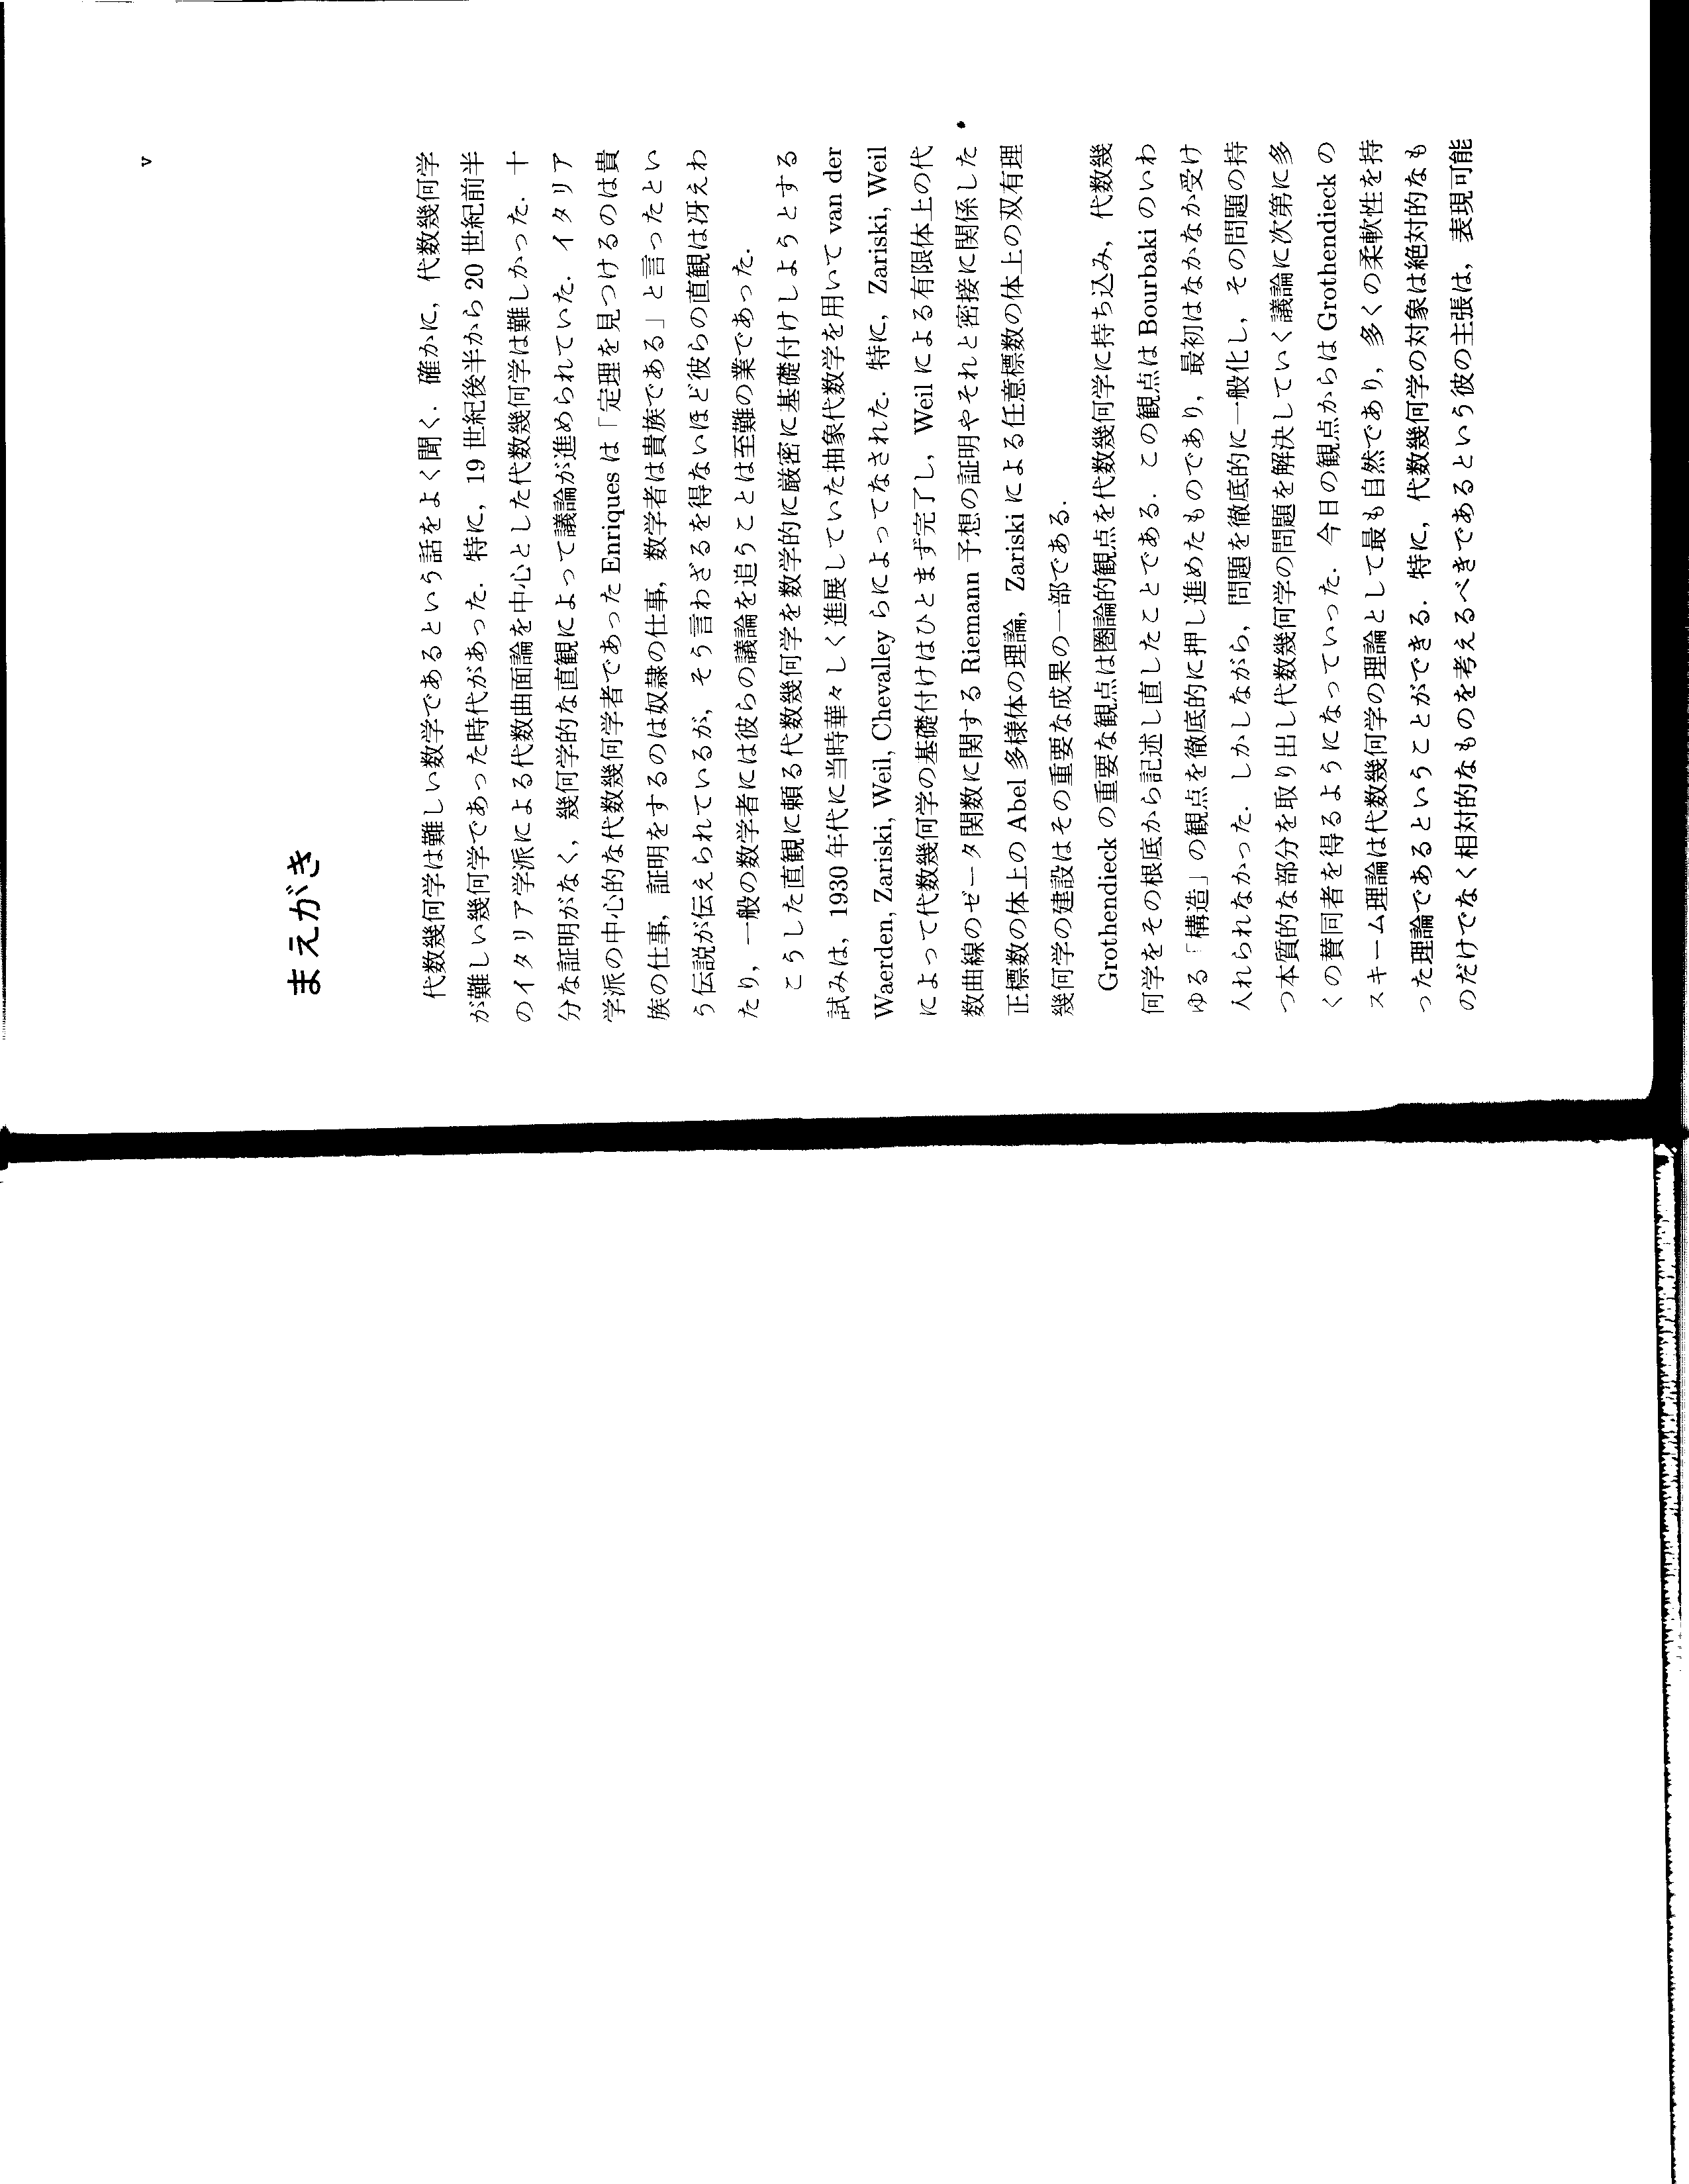 v
まえがき
代数幾何学は難しい数学であるという話をよく聞く．確かに，代数幾何学
が難しい幾何学であった時代があった．特に，19 世紀後半から 20 世紀前半
のイタリア学派による代数曲面論を中心とした代数幾何学は難しかった．十
分な証明がなく，幾何学的な直観によって議論が進められていた．イタリア
学派の中心的な代数幾何学者であった Enriques は「定理を見つけるのは貴
族の仕事，証明をするのは奴隷の仕事，数学者は貴族である」と言ったとい
う伝説が伝えられているが，そう言わざるを得ないほど彼らの直観は冴えわ
たり，一般の数学者には彼らの議論を追うことは至難の業であった．
こうした直観に頼る代数幾何学を数学的に厳密に基礎付けしようとする
試みは，1930 年代に当時華々しく進展していた抽象代数学を用いて van der
Waerden, Zariski, Weil, Chevalley らによってなされた．特に，Zariski, Weil
によって代数幾何学の基礎付けはひとまず完了し，Weil による有限体上の代
数曲線のゼータ関数に関する Riemann 予想の証明やそれと密接に関係した
正標数の体上の Abel 多様体の理論，Zariski による任意標数の体上の双有理
幾何学の建設はその重要な成果の一部である．
Grothendieck の重要な観点は圏論的観点を代数幾何学に持ち込み，代数幾
何学をその根底から記述し直したことである．この観点は Bourbaki のいわ
ゆる「構造」の観点を徹底的に押し進めたものであり，最初はなかなか受け
入れられなかった．しかしながら，問題を徹底的に一般化し，その問題の持
つ本質的な部分を取り出し代数幾何学の問題を解決していく議論に次第に多
くの賛同者を得るようになっていった．今日の観点からは Grothendieck の
スキーム理論は代数幾何学の理論として最も自然であり，多くの柔軟性を持
った理論であるということができる．特に，代数幾何学の対象は絶対的なも
のだけでなく相対的なものを考えるべきであるという彼の主張は，表現可能